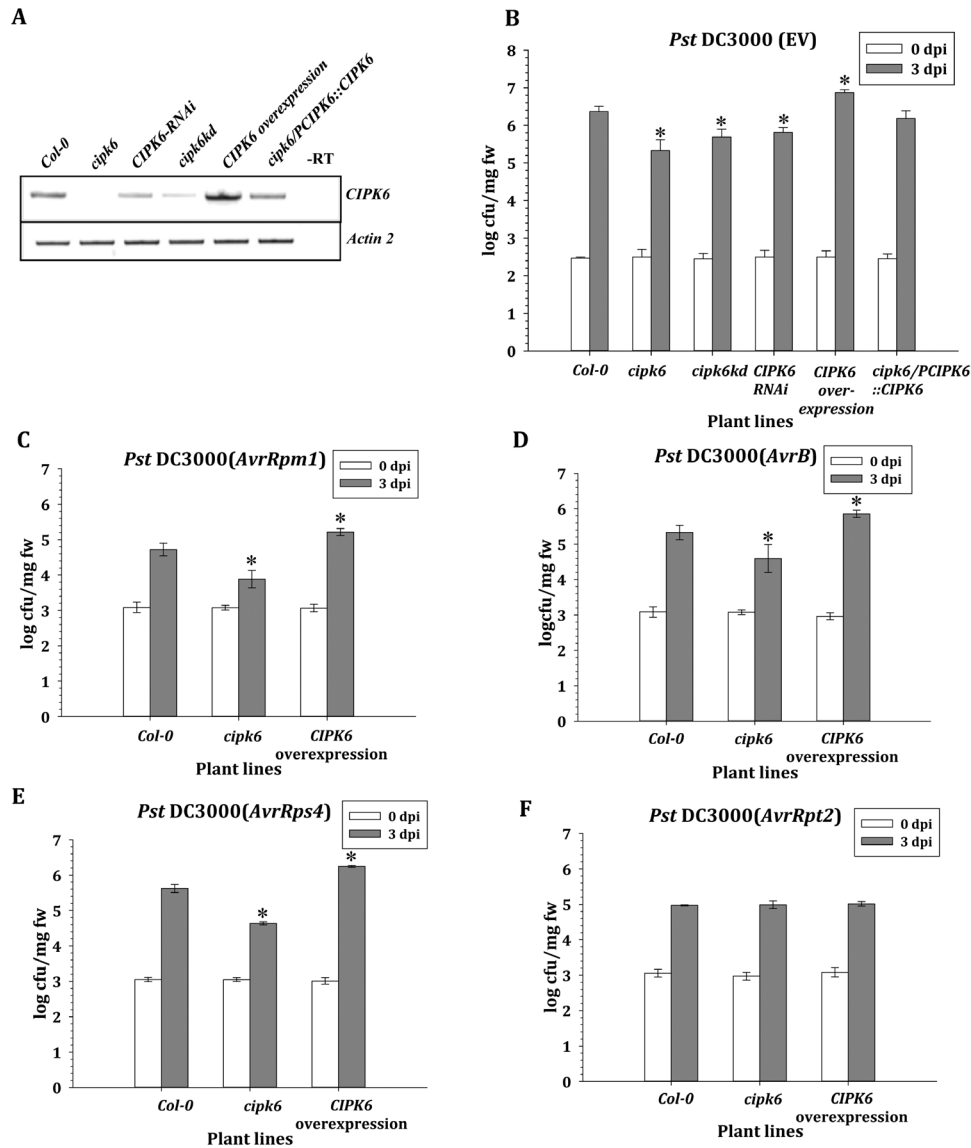 A
Col-0
cipk6
CIPK6-RNAi
cipk6kd
CIPK6 overexpression
cipk6/PCIPK6::CIPK6
-RT
CIPK6
Actin 2
B
Pst DC3000 (EV)
0 dpi
3 dpi
log cfu/mg fw
8
7
6
5
4
3
2
1
0
*
*
*
*
Col-0
cipk6
cipk6kd
CIPK6
RNAi
CIPK6
over-
expression
cipk6/PCIPK6
::CIPK6
Plant lines
C
Pst DC3000(AvrRpm1)
0 dpi
3 dpi
log cfu/mg fw
7
6
5
4
3
2
1
0
*
*
Col-0
cipk6
CIPK6
overexpression
Plant lines
D
Pst DC3000(AvrB)
0 dpi
3 dpi
logcfu/mg fw
7
6
5
4
3
2
1
0
*
*
Col-0
cipk6
CIPK6
overexpression
Plant lines
E
Pst DC3000(AvrRps4)
0 dpi
3 dpi
log cfu/mg fw
7
6
5
4
3
2
1
0
*
*
Col-0
cipk6
CIPK6
overexpression
Plant lines
F
Pst DC3000(AvrRpt2)
0 dpi
3 dpi
log cfu/mg fw
7
6
5
4
3
2
1
0
Col-0
cipk6
CIPK6
overexpression
Plant lines